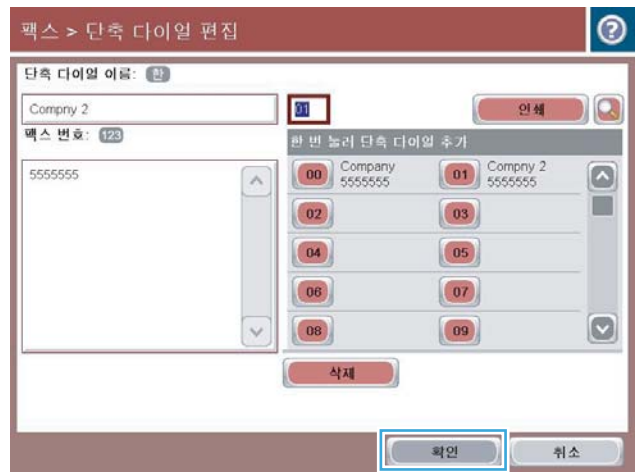 팩스 > 단축 다이얼 편집
?
단축 다이얼 이름: 한
Compny 2
01
인쇄
팩스 번호: 123
한 번 눌러 단축 다이얼 추가
5555555
00 Company 5555555
01 Compny 2 5555555
02
03
04
05
06
07
08
09
삭제
확인
취소